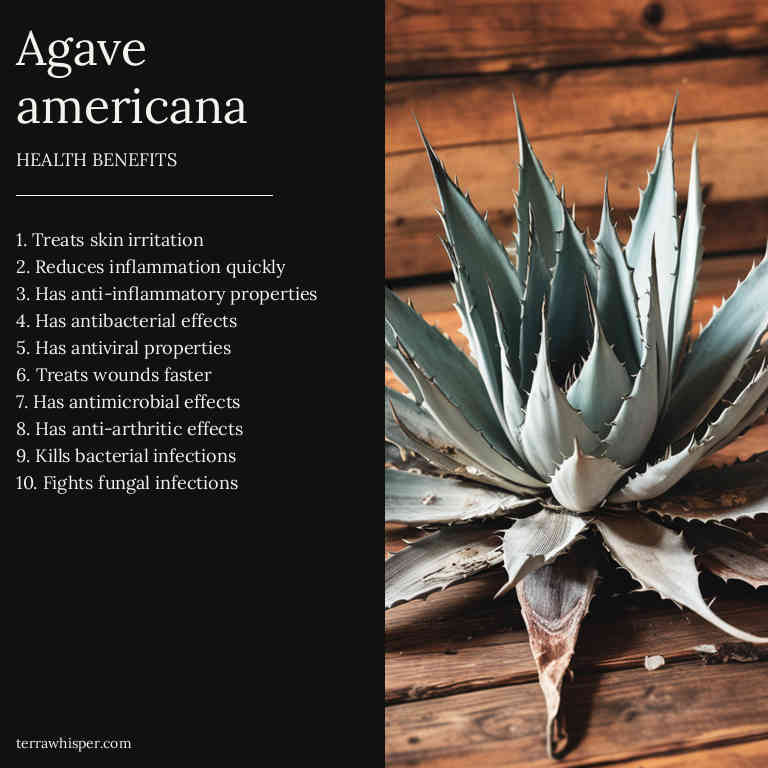 Agave
americana
HEALTH BENEFITS
1. Treats skin irritation
2. Reduces inflammation quickly
3. Has anti-inflammatory properties
4. Has antibacterial effects
5. Has antiviral properties
6. Treats wounds faster
7. Has antimicrobial effects
8. Has anti-arthritic effects
9. Kills bacterial infections
10. Fights fungal infections
terrawhisper.com